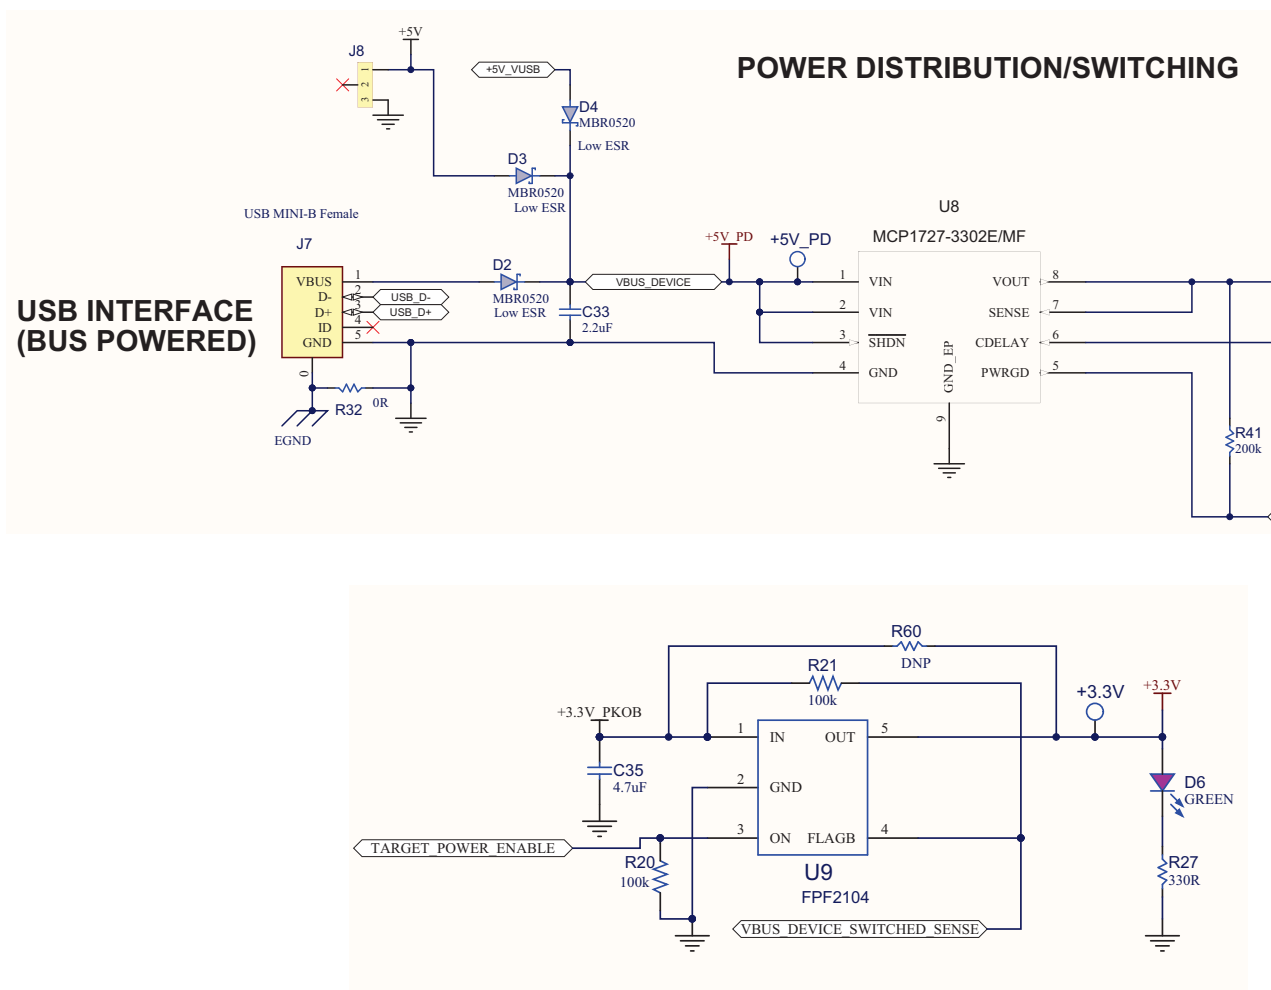 +5V
J8
1
2
3
+5V_VUSB
POWER DISTRIBUTION/SWITCHING
D4
MBR0520
Low ESR
D3
MBR0520
Low ESR
USB MINI-B Female
J7
USB INTERFACE
(BUS POWERED)
VBUS
D-
D+
ID
GND
1
2
3
4
5
0
USB_D-
USB_D+
D2
MBR0520
Low ESR
C33
2.2uF
VBUS_DEVICE
+5V_PD
+5V_PD
R32
0R
EGND
U8
MCP1727-3302E/MF
1
VIN
VOUT
8
2
VIN
SENSE
7
3
SHDN
CDELAY
6
4
GND
PWRGD
5
GND_EP
9
R41
200k
R60
DNP
R21
100k
+3.3V_PKOB
C35
4.7uF
1
IN
OUT
5
2
GND
3
ON
FLAGB
4
U9
FPF2104
TARGET_POWER_ENABLE
R20
100k
VBUS_DEVICE_SWITCHED_SENSE
+3.3V
+3.3V
D6
GREEN
R27
330R